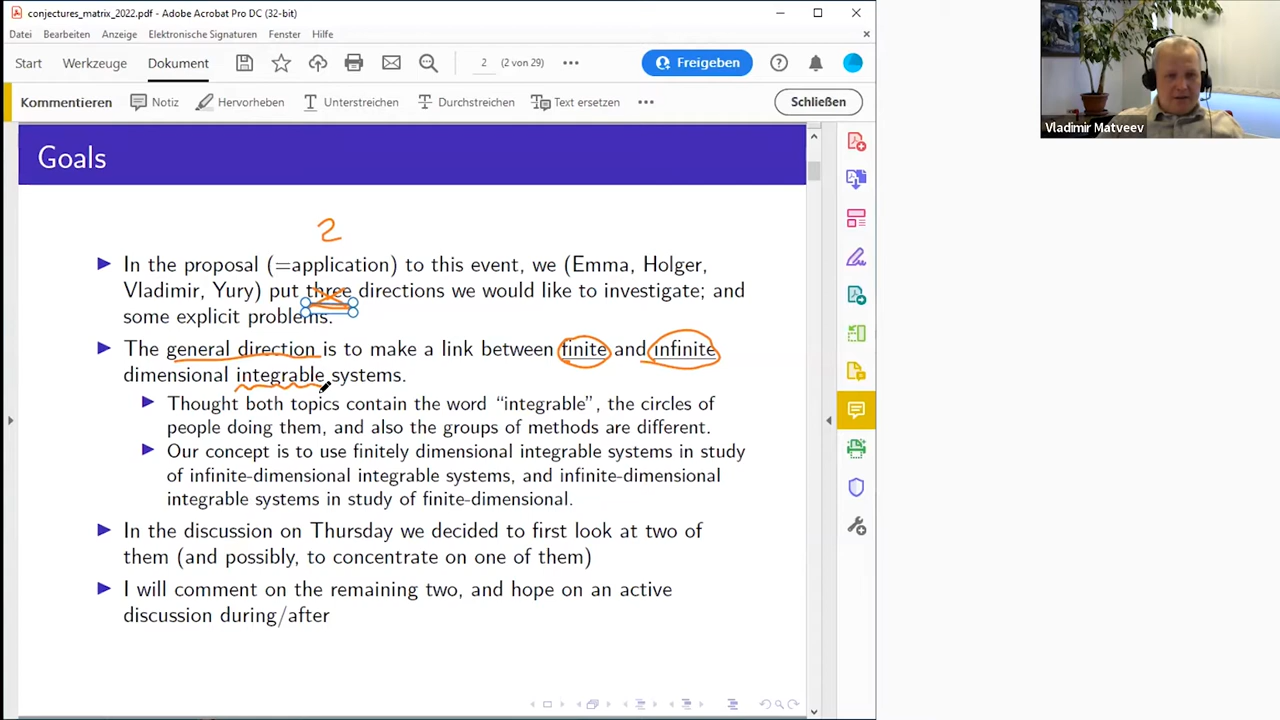 conjectures_matrix_2022.pdf - Adobe Acrobat Pro DC (32-bit)
Datei Bearbeiten Anzeige Elektronische Signaturen Fenster Hilfe
Start Werkzeuge Dokument 2 (2 von 29) Freigeben
Kommentieren Notiz Hervorheben Unterstreichen Durchstreichen Text ersetzen Schließen
Vladimir Matveev
Goals
2
In the proposal (=application) to this event, we (Emma, Holger,
Vladimir, Yury) put three directions we would like to investigate; and
some explicit problems.
The general direction is to make a link between finite and infinite
dimensional integrable systems.
Thought both topics contain the word “integrable”, the circles of
people doing them, and also the groups of methods are different.
Our concept is to use finitely dimensional integrable systems in study
of infinite-dimensional integrable systems, and infinite-dimensional
integrable systems in study of finite-dimensional.
In the discussion on Thursday we decided to first look at two of
them (and possibly, to concentrate on one of them)
I will comment on the remaining two, and hope on an active
discussion during/after